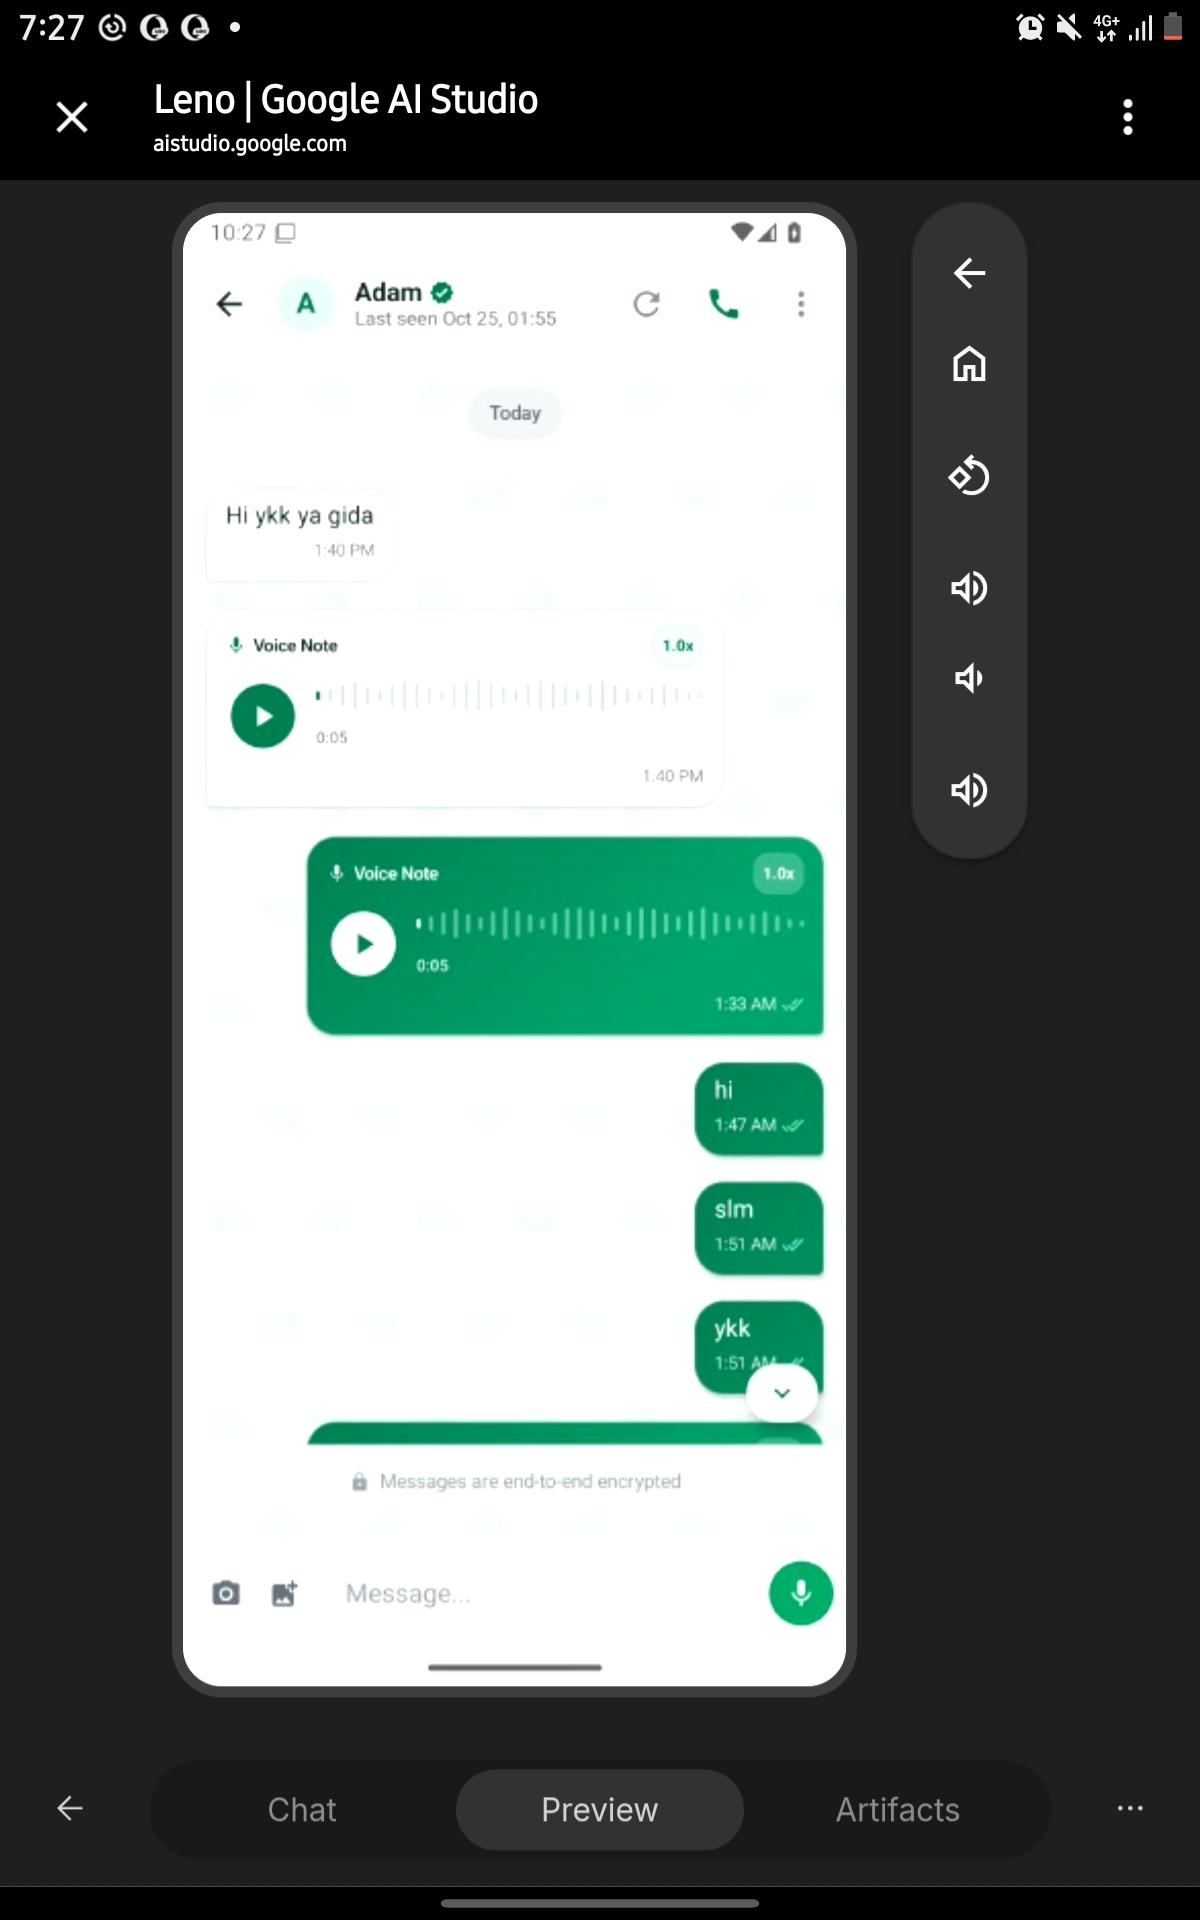 7:27
4G+
Leno | Google AI Studio
aistudio.google.com
10:27
A
Adam
Last seen Oct 25, 01:55
Today
Hi ykk ya gida
1:40 PM
Voice Note
1.0x
0:05
1:40 PM
Voice Note
1.0x
0:05
1:33 AM
hi
1:47 AM
slm
1:51 AM
ykk
1:51 AM
Messages are end-to-end encrypted
Message...
Chat
Preview
Artifacts